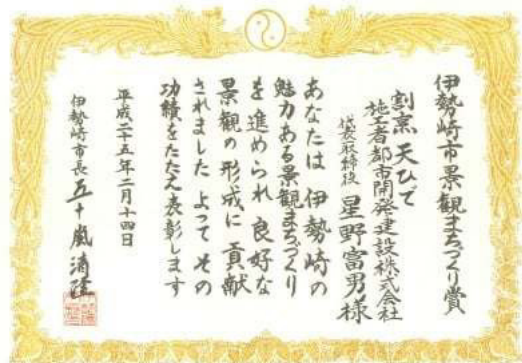 伊勢崎市景観まちづくり賞
割烹 天ひで
施工者都市開発建設株式会社
代表取締役 星野富男様
あなたは 伊勢崎の
魅力ある景観まちづくり
を進められ 良好な
景観の形成に 貢献
されました よって その
功績をたたえ表彰します
平成二十五年二月十四日
伊勢崎市長 五十嵐清隆